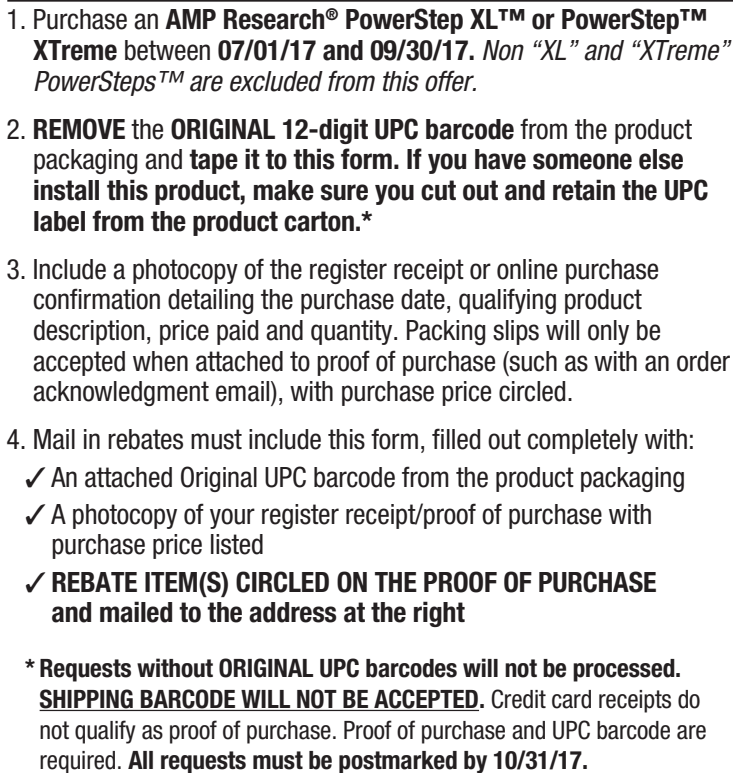 1. Purchase an AMP Research® PowerStep XL™ or PowerStep™
XTreme between 07/01/17 and 09/30/17. Non “XL” and “XTreme”
PowerSteps™ are excluded from this offer.
2. REMOVE the ORIGINAL 12-digit UPC barcode from the product
packaging and tape it to this form. If you have someone else
install this product, make sure you cut out and retain the UPC
label from the product carton.*
3. Include a photocopy of the register receipt or online purchase
confirmation detailing the purchase date, qualifying product
description, price paid and quantity. Packing slips will only be
accepted when attached to proof of purchase (such as with an order
acknowledgment email), with purchase price circled.
4. Mail in rebates must include this form, filled out completely with:
✓ An attached Original UPC barcode from the product packaging
✓ A photocopy of your register receipt/proof of purchase with
purchase price listed
✓ REBATE ITEM(S) CIRCLED ON THE PROOF OF PURCHASE
and mailed to the address at the right
* Requests without ORIGINAL UPC barcodes will not be processed.
SHIPPING BARCODE WILL NOT BE ACCEPTED. Credit card receipts do
not qualify as proof of purchase. Proof of purchase and UPC barcode are
required. All requests must be postmarked by 10/31/17.